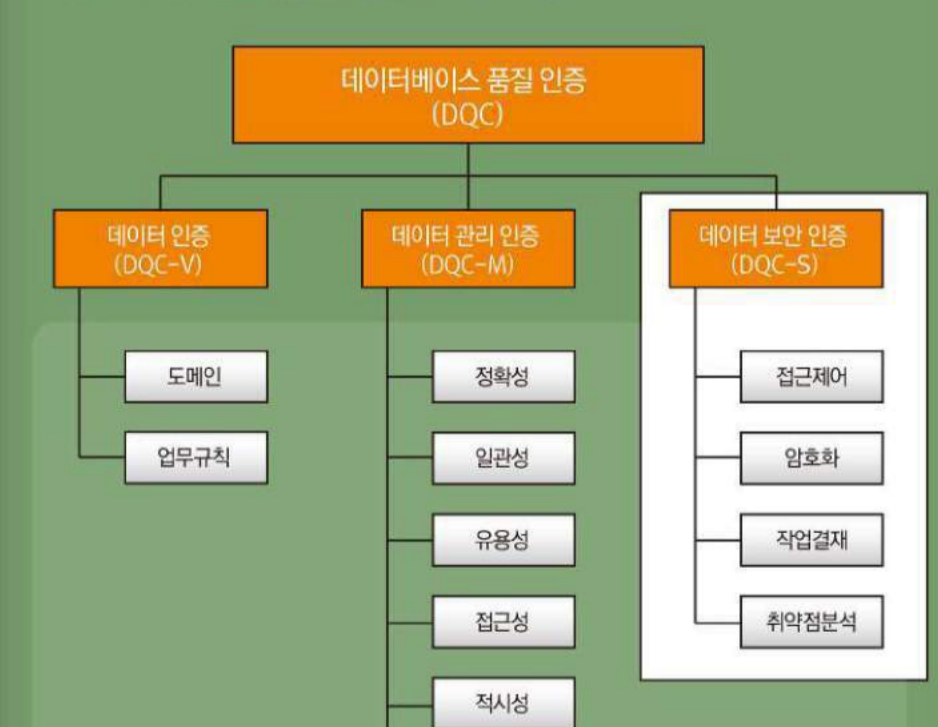 데이터베이스 품질 인증
(DQC)
데이터 인증
(DQC-V)
도메인
업무규칙
데이터 관리 인증
(DQC-M)
정확성
일관성
유용성
접근성
적시성
데이터 보안 인증
(DQC-S)
접근제어
암호화
작업결재
취약점분석